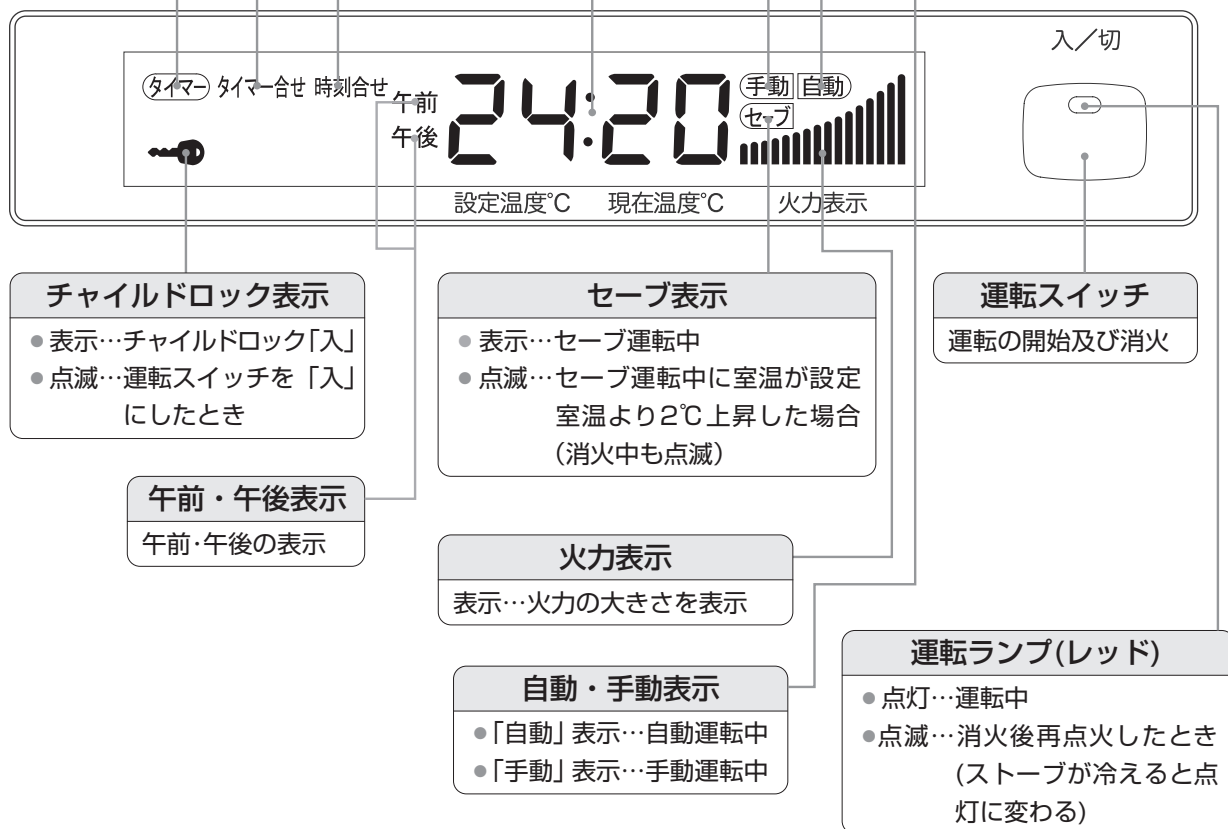 入／切
タイマー タイマー合せ 時刻合せ
午前
午後
24:20
手動 自動
セーブ
設定温度℃ 現在温度℃ 火力表示
チャイルドロック表示
●表示…チャイルドロック「入」
●点滅…運転スイッチを「入」
にしたとき
セーブ表示
●表示…セーブ運転中
●点滅…セーブ運転中に室温が設定
室温より2℃上昇した場合
（消火中も点滅）
運転スイッチ
運転の開始及び消火
午前・午後表示
午前･午後の表示
火力表示
表示…火力の大きさを表示
自動・手動表示
●「自動」表示…自動運転中
●「手動」表示…手動運転中
運転ランプ(レッド)
●点灯…運転中
●点滅…消火後再点火したとき
(ストーブが冷えると点
灯に変わる)